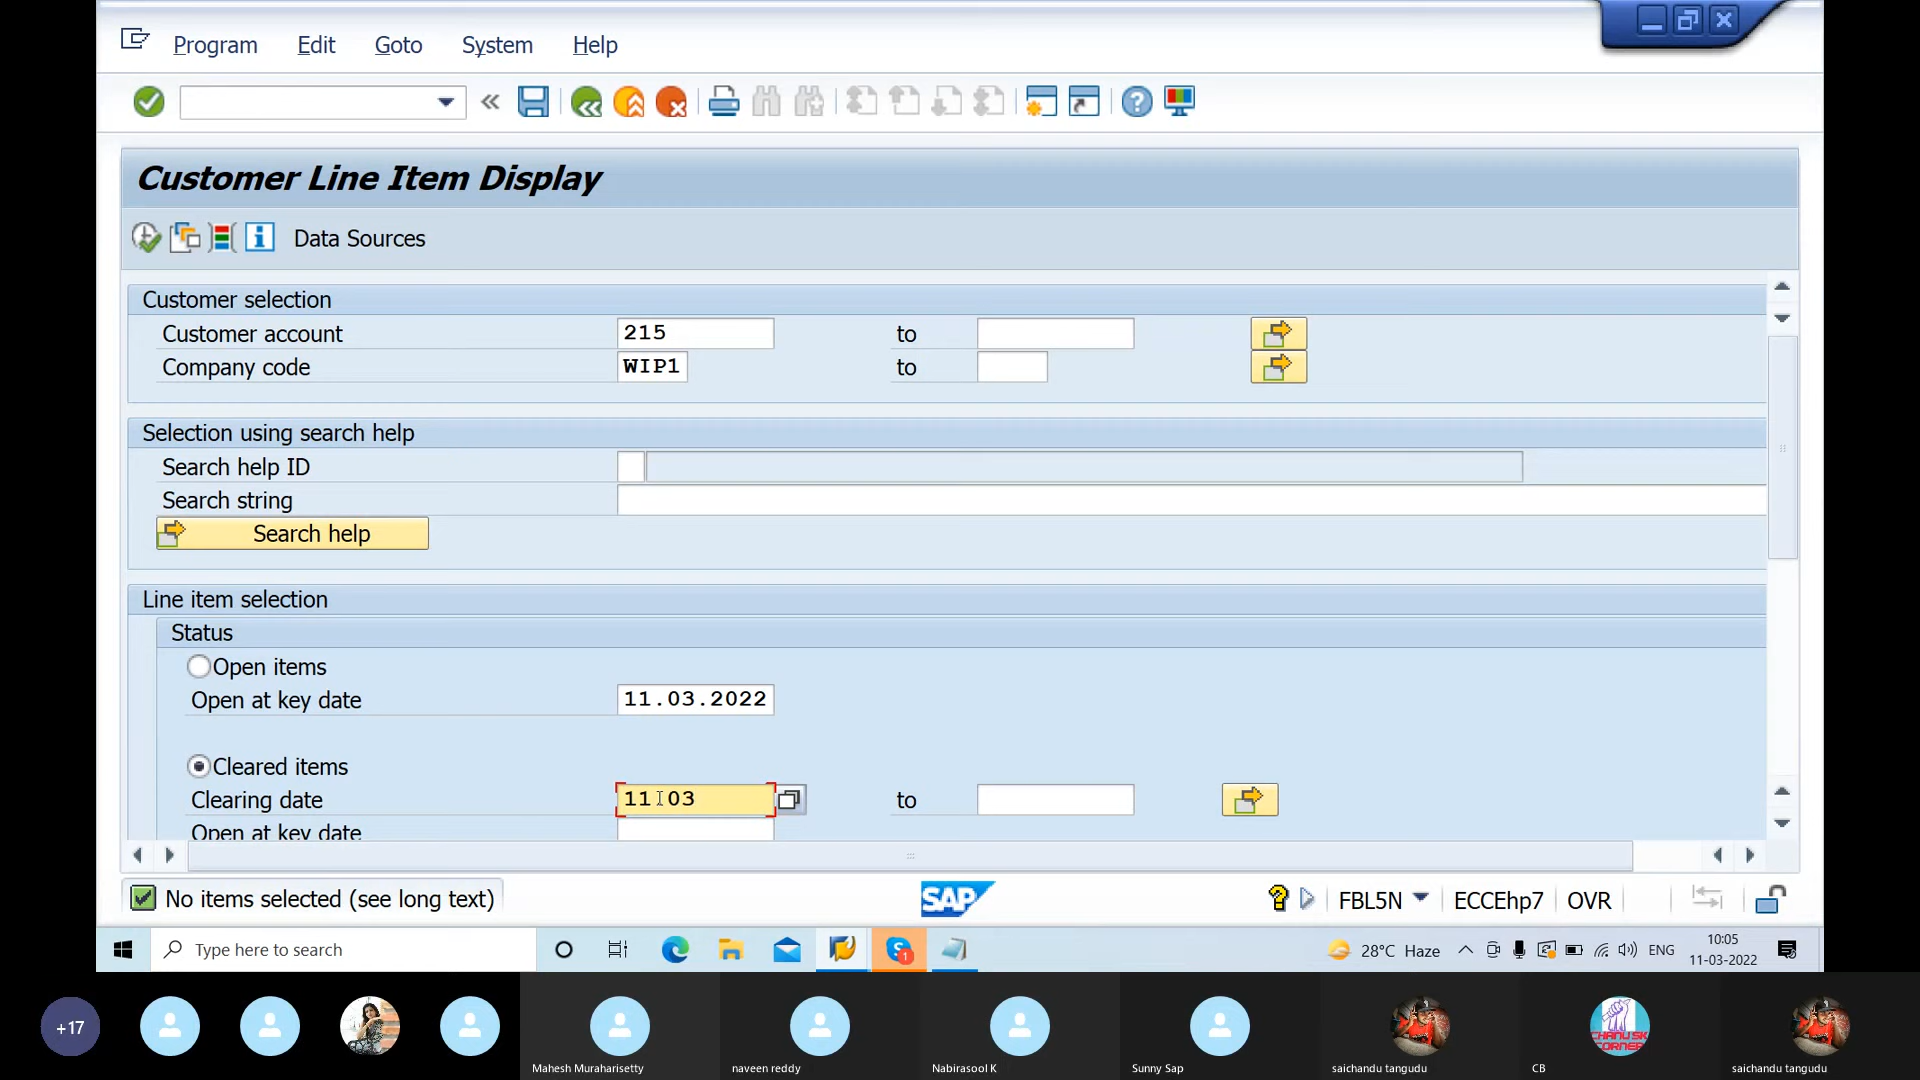 Program Edit Goto System Help
Customer Line Item Display
Data Sources
Customer selection
Customer account 215 to
Company code WIP1 to
Selection using search help
Search help ID
Search string
Search help
Line item selection
Status
Open items
Open at key date 11.03.2022
Cleared items
Clearing date 11.03 to
Open at key date
No items selected (see long text) SAP FBL5N ECCEhp7 OVR
Type here to search 1 28°C Haze ENG 10:05
11-03-2022
+17
CHANU SK
CORNER
Mahesh Muraharisetty naveen reddy Nabirasool K Sunny Sap saichandu tangudu CB saichandu tangudu